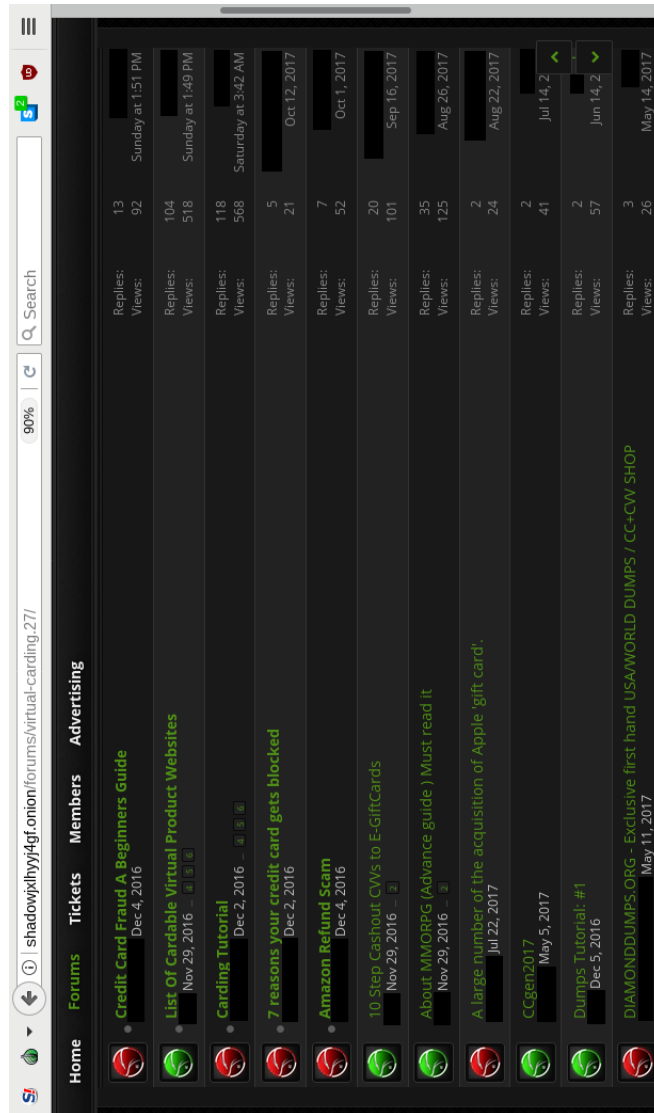 shadowjxlhyyj4gf.onion/forums/virtual-carding.27/
90%
Search
2
Home Forums Tickets Members Advertising
Credit Card Fraud A Beginners Guide
Dec 4, 2016
Replies: 13
Views: 92
Sunday at 1:51 PM
List Of Cardable Virtual Product Websites
Nov 29, 2016 ... 4 5 6
Replies: 104
Views: 518
Sunday at 1:49 PM
Carding Tutorial
Dec 2, 2016 ... 4 5 6
Replies: 118
Views: 568
Saturday at 3:42 AM
7 reasons your credit card gets blocked
Dec 2, 2016
Replies: 5
Views: 21
Oct 12, 2017
Amazon Refund Scam
Dec 4, 2016
Replies: 7
Views: 52
Oct 1, 2017
10 Step Cashout CVVs to E-GiftCards
Nov 29, 2016 ... 2
Replies: 20
Views: 101
Sep 16, 2017
About MMORPG (Advance guide ) Must read it
Nov 29, 2016 ... 2
Replies: 35
Views: 125
Aug 26, 2017
A large number of the acquisition of Apple 'gift card'.
Jul 22, 2017
Replies: 2
Views: 24
Aug 22, 2017
Ccgen2017
May 5, 2017
Replies: 2
Views: 41
Jul 14, 2
Dumps Tutorial: #1
Dec 5, 2016
Replies: 2
Views: 57
Jun 14, 2
DIAMONDDUMPS.ORG - Exclusive first hand USA/WORLD DUMPS / CC+CVV SHOP
May 11, 2017
Replies: 3
Views: 26
May 14, 2017